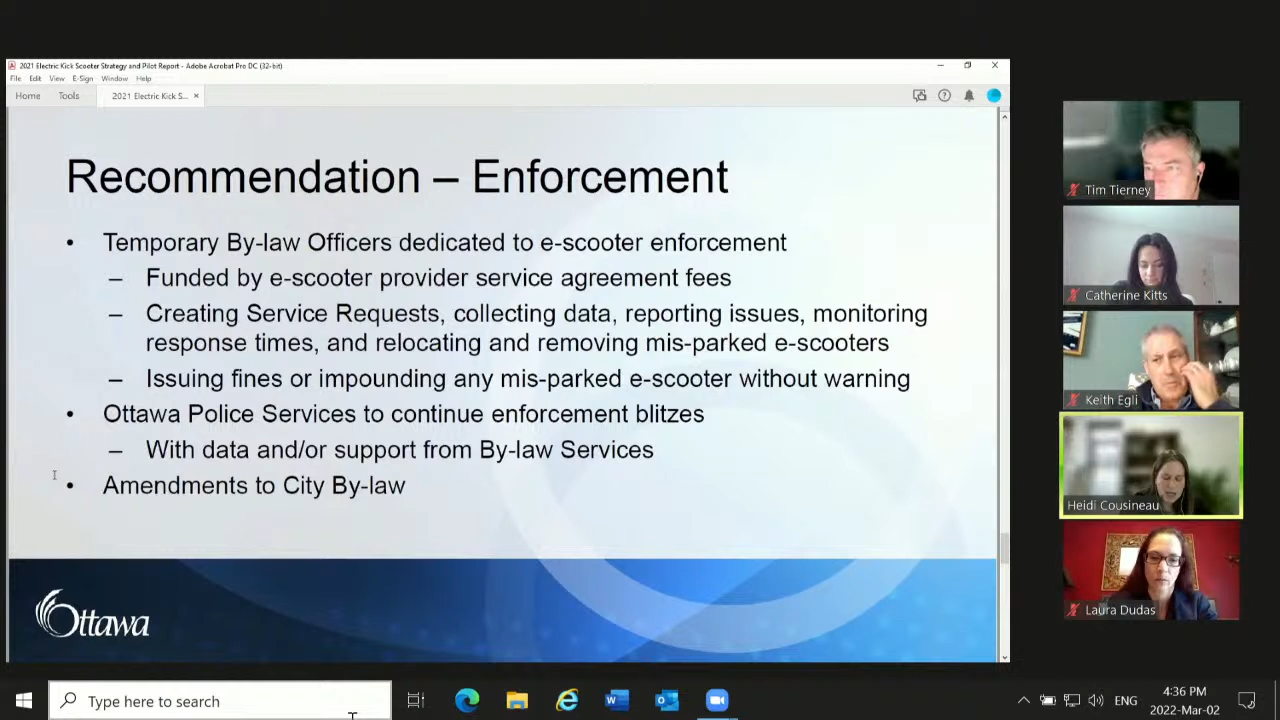 2021 Electric Kick Scooter Strategy and Pilot Report - Adobe Acrobat Pro DC (32-bit)
File Edit View E-Sign Window Help
Home Tools 2021 Electric Kick S...
Recommendation – Enforcement
• Temporary By-law Officers dedicated to e-scooter enforcement
– Funded by e-scooter provider service agreement fees
– Creating Service Requests, collecting data, reporting issues, monitoring
response times, and relocating and removing mis-parked e-scooters
– Issuing fines or impounding any mis-parked e-scooter without warning
• Ottawa Police Services to continue enforcement blitzes
– With data and/or support from By-law Services
• Amendments to City By-law
Ottawa
Tim Tierney
Catherine Kitts
Keith Egli
Heidi Cousineau
Laura Dudas
Type here to search
ENG
4:36 PM
2022-Mar-02